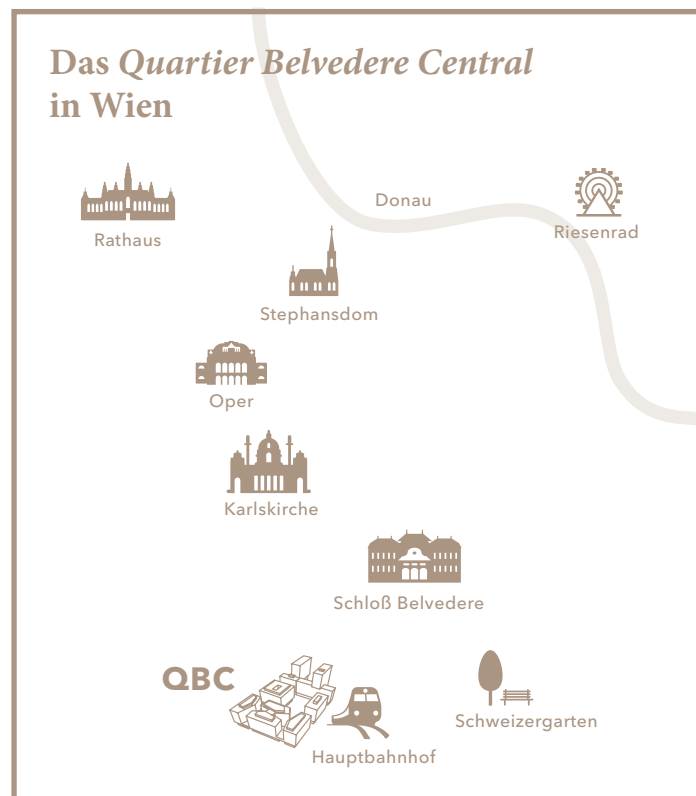 Das Quartier Belvedere Central
in Wien
Donau
Rathaus
Riesenrad
Stephansdom
Oper
Karlskirche
Schloß Belvedere
QBC
Schweizergarten
Hauptbahnhof